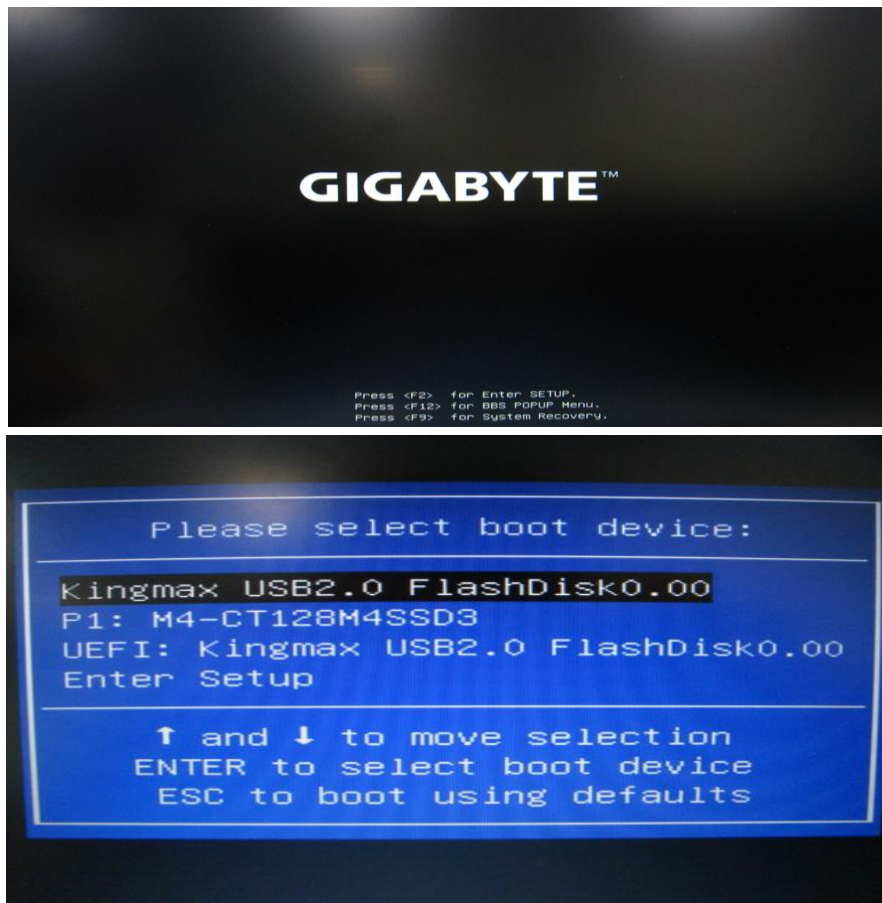 GIGABYTE™
Press <F2> for Enter SETUP.
Press <F12> for BBS POPUP Menu.
Press <F9> for System Recovery.
Please select boot device:
Kingmax USB2.0 FlashDisk0.00
P1: M4-CT128M4SSD3
UEFI: Kingmax USB2.0 FlashDisk0.00
Enter Setup
↑ and ↓ to move selection
ENTER to select boot device
ESC to boot using defaults